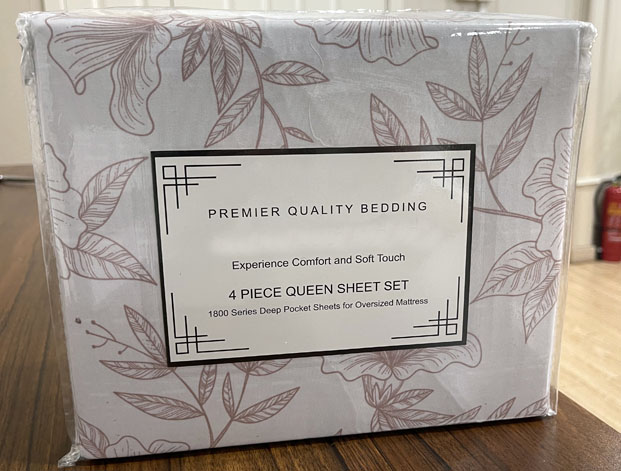 PREMIER QUALITY BEDDING
Experience Comfort and Soft Touch
4 PIECE QUEEN SHEET SET
1800 Series Deep Pocket Sheets for Oversized Mattress